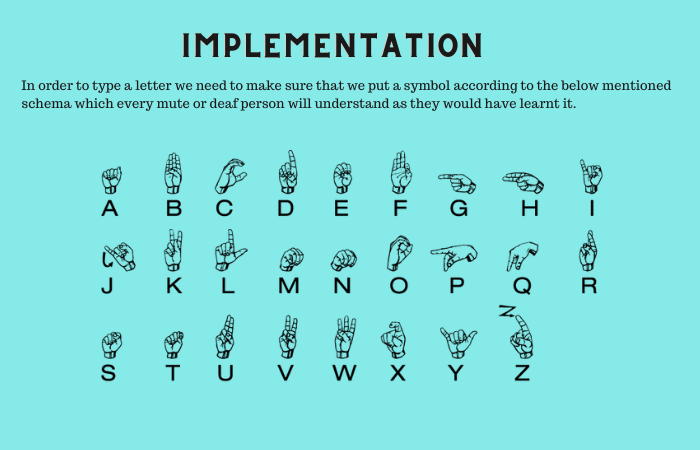 IMPLEMENTATION
In order to type a letter we need to make sure that we put a symbol according to the below mentioned
schema which every mute or deaf person will understand as they would have learnt it.
A B C D E F G H I
J K L M N O P Q R
Z
S T U V W X Y Z